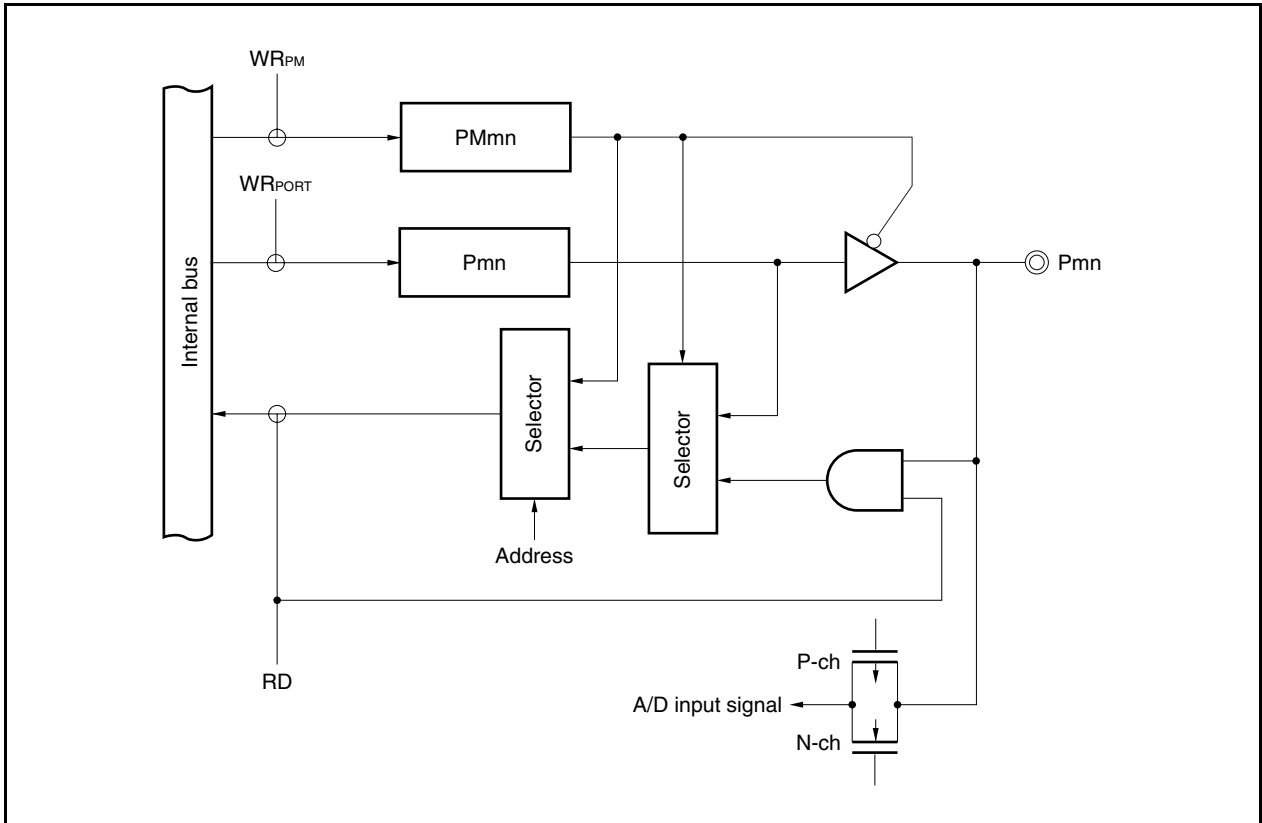 WRPM
PMmn
WRPORT
Internal bus
Pmn
Pmn
Selector
Selector
Address
RD
P-ch
A/D input signal
N-ch